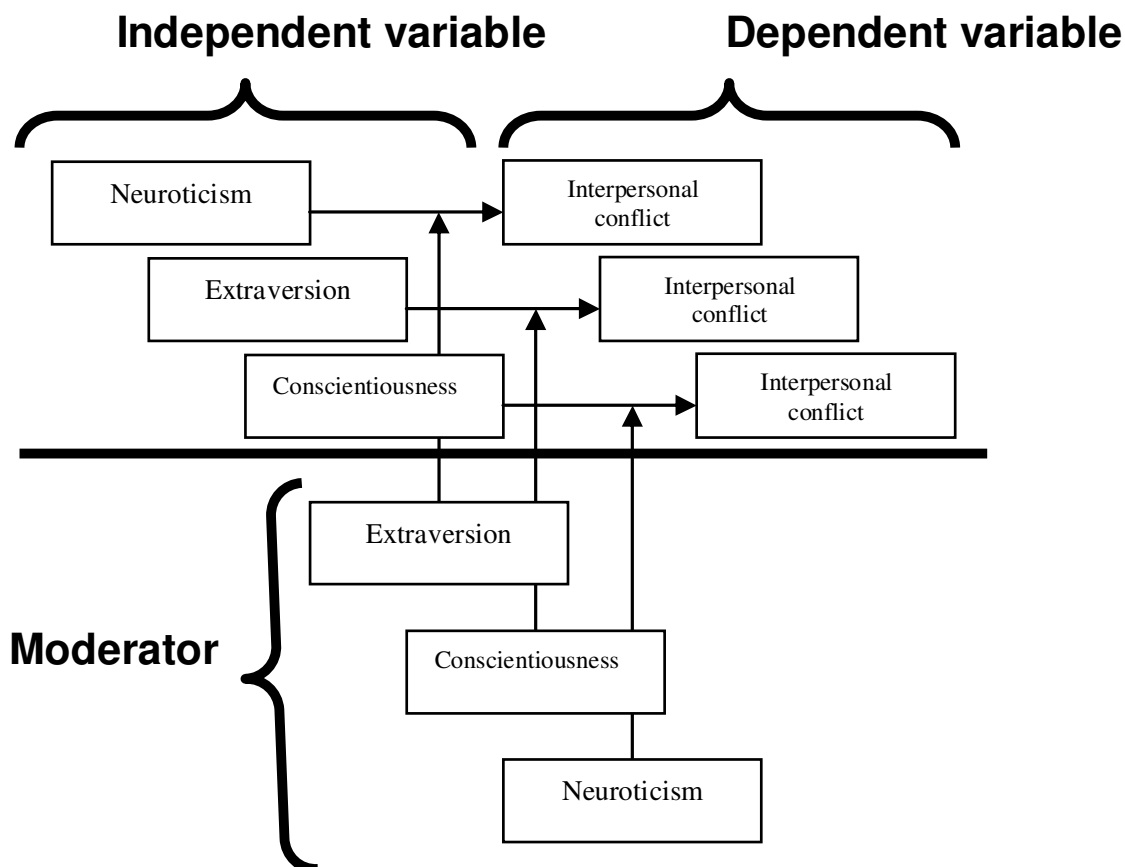 Independent variable
Dependent variable
Neuroticism
Interpersonal
conflict
Extraversion
Interpersonal
conflict
Conscientiousness
Interpersonal
conflict
Extraversion
Moderator
Conscientiousness
Neuroticism